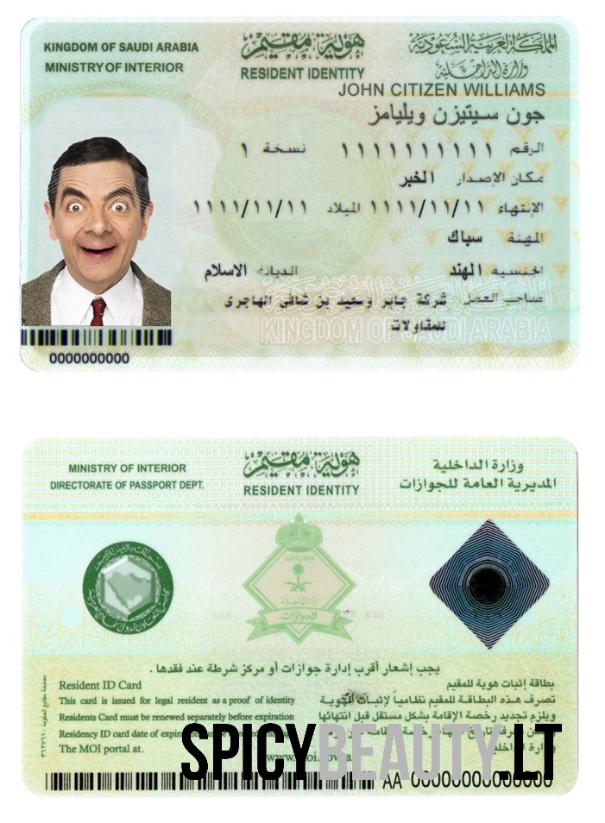 KINGDOM OF SAUDI ARABIA
MINISTRY OF INTERIOR
هوية مقيم
RESIDENT IDENTITY
المملكة العربية السعودية
وزارة الداخلية
JOHN CITIZEN WILLIAMS
جون سيتيزن ويليامز
الرقم ١١١١١١١١١١ نسخة ١
مكان الإصدار الخبر
الإنتهاء ١١١١/١١/١١ الميلاد ١١١١/١١/١١
المهنة سباك
الجنسية الهند الديانة الاسلام
صاحب العمل شركة جابر وسعيد بن شافي الهاجري
للمقاولات
KINGDOM OF SAUDI ARABIA
0000000000
MINISTRY OF INTERIOR
DIRECTORATE OF PASSPORT DEPT.
هوية مقيم
RESIDENT IDENTITY
وزارة الداخلية
المديرية العامة للجوازات
الجوازات
يجب إشعار أقرب إدارة جوازات أو مركز شرطة عند فقدها.
Resident ID Card
This card is issued for legal resident as a proof of identity
Residents Card must be renewed separately before expiration
Residency ID card date of
The MOI portal at.
بطاقة إثبات هوية للمقيم
تصرف هذه البطاقة للمقيم نظامياً لإثبات الهوية
ويلزم تجديد رخصة الإقامة بشكل مستقل قبل انتهائها
AA 00000000000000
SPICYBEAUTY.LT